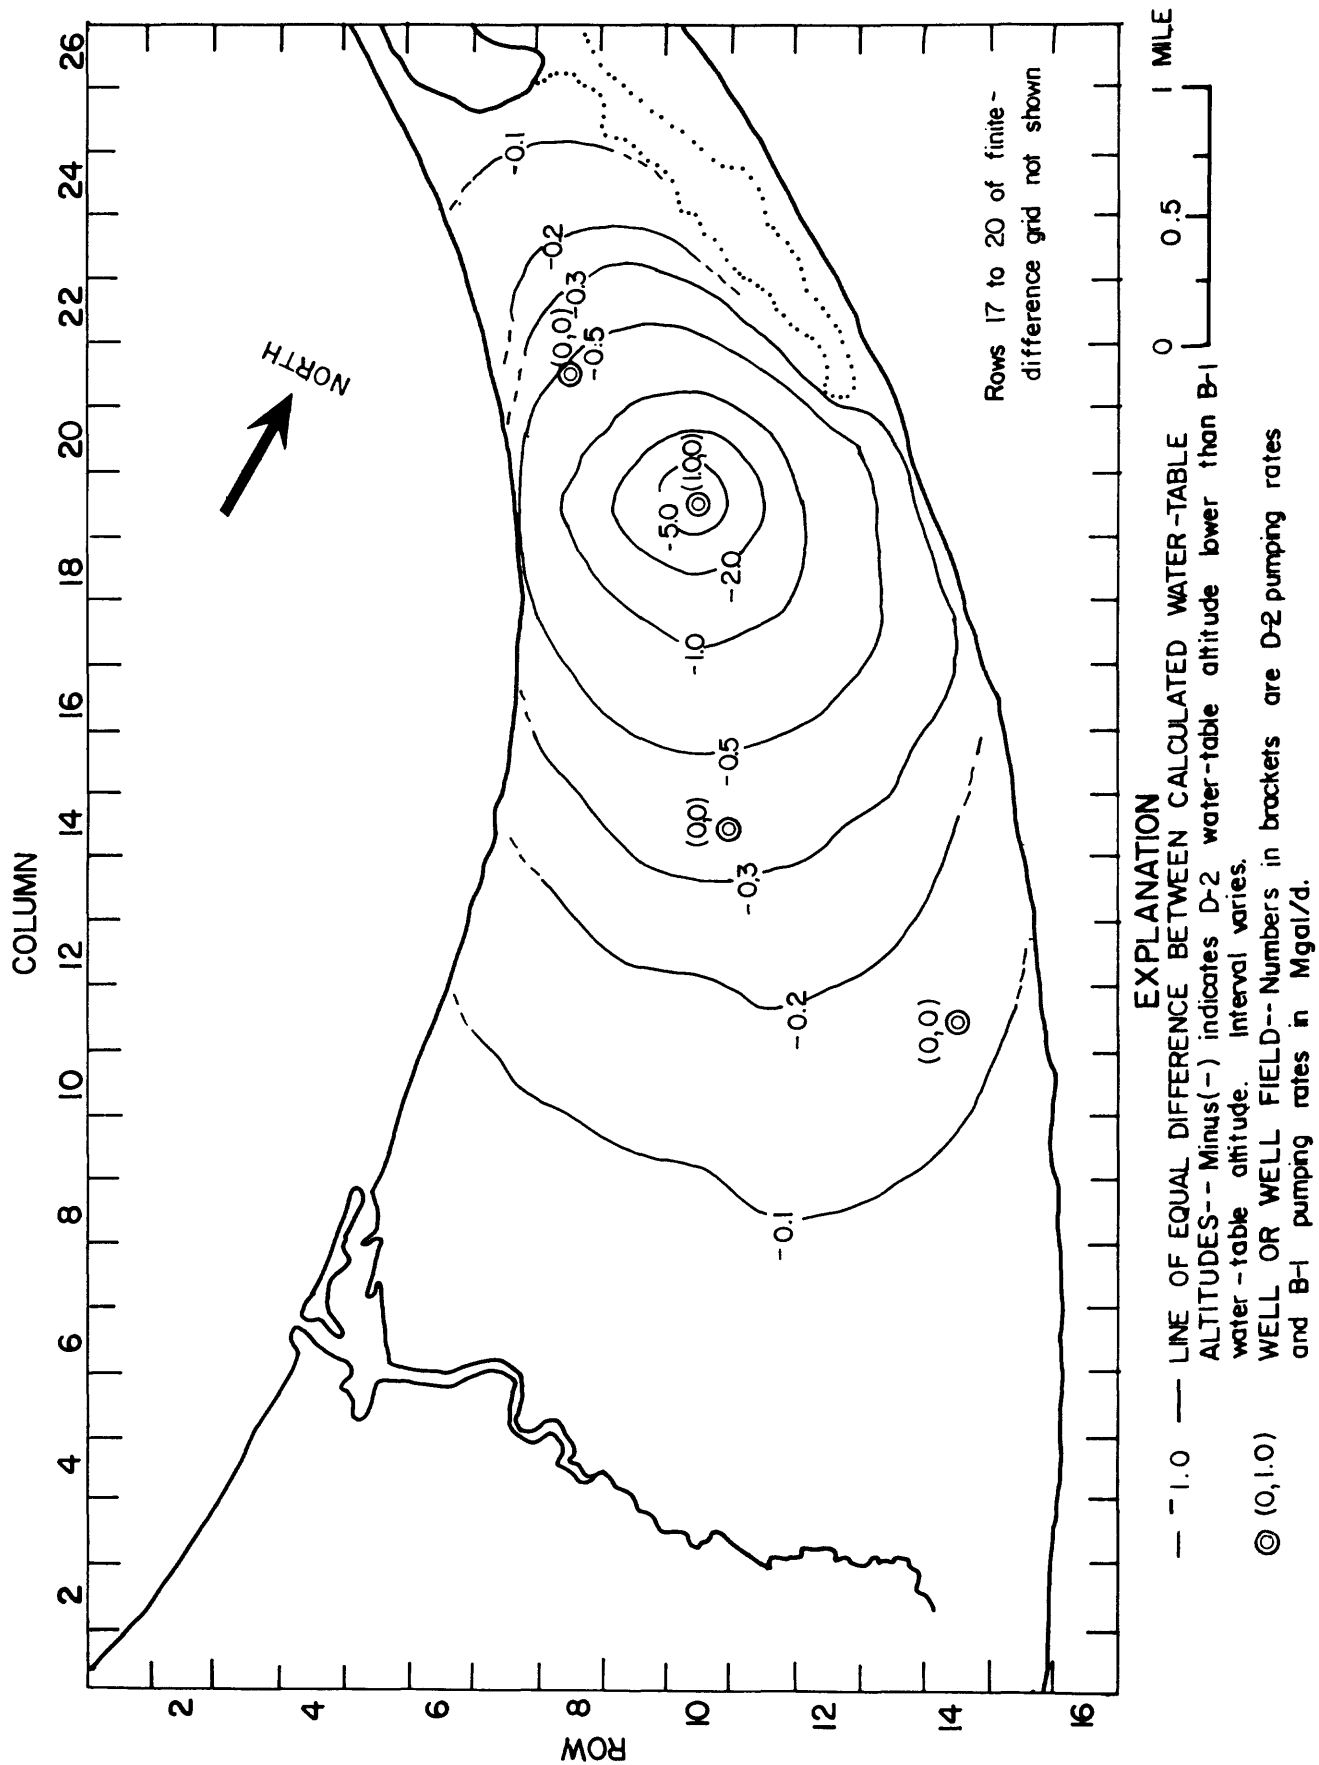 COLUMN
2 4 6 8 10 12 14 16 18 20 22 24 26
ROW
2
4
6
8
10
12
14
16
NORTH
-0.1
-0.2
-0.3
(0,0)
-0.5
(1.0,0)
-5.0
-2.0
-1.0
-0.5
(0,0)
-0.3
-0.2
(0,0)
-0.1
Rows 17 to 20 of finite-
difference grid not shown
0 0.5 1 MILE
EXPLANATION
— -1.0 — LINE OF EQUAL DIFFERENCE BETWEEN CALCULATED WATER-TABLE
ALTITUDES-- Minus(-) indicates D-2 water-table altitude lower than B-1
water-table altitude. Interval varies.
(0,1.0) WELL OR WELL FIELD-- Numbers in brackets are D-2 pumping rates
and B-1 pumping rates in Mgal/d.